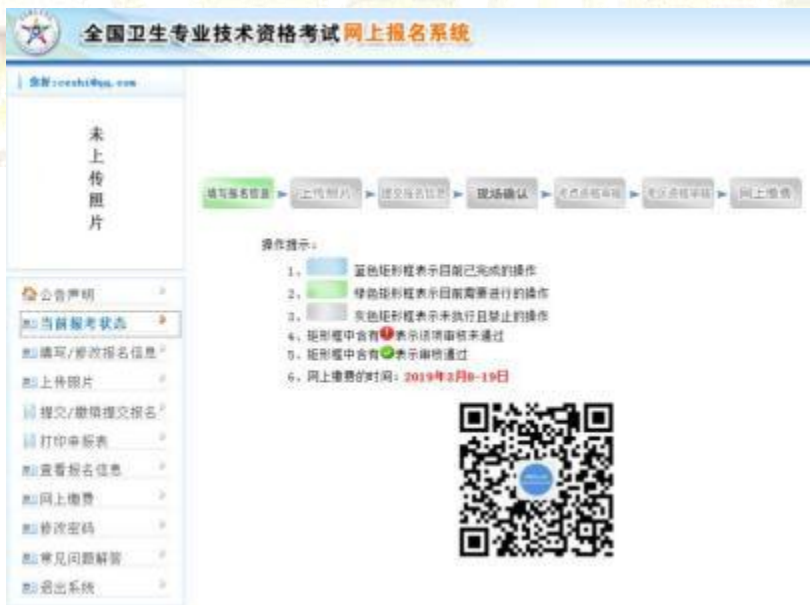 全国卫生专业技术资格考试网上报名系统
您好:ceshi@qq.com
未
上
传
照
片
填写报名信息
上传照片
提交报名信息
现场确认
考点资格审核
考区资格审核
网上缴费
操作提示:
1、蓝色矩形框表示目前已完成的操作
2、绿色矩形框表示目前需要进行的操作
3、灰色矩形框表示未执行且禁止的操作
4、矩形框中含有表示该项审核未通过
5、矩形框中含有表示审核通过
6、网上缴费的时间:
公告声明
当前报考状态
填写/修改报名信息
上传照片
提交/撤销提交报名
打印申报表
查看报名信息
网上缴费
修改密码
常见问题解答
退出系统